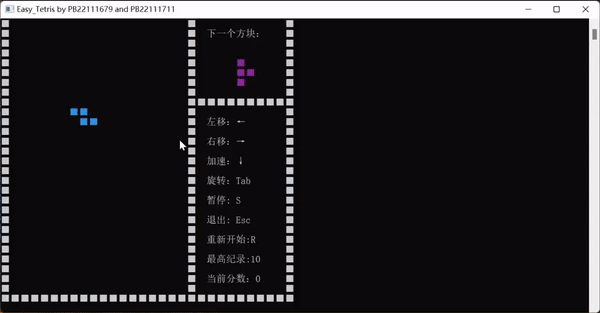 Easy_Tetris by PB22111679 and PB22111711
下一个方块：
左移：←
右移：→
加速：↓
旋转：Tab
暂停：S
退出：Esc
重新开始:R
最高纪录:10
当前分数：0